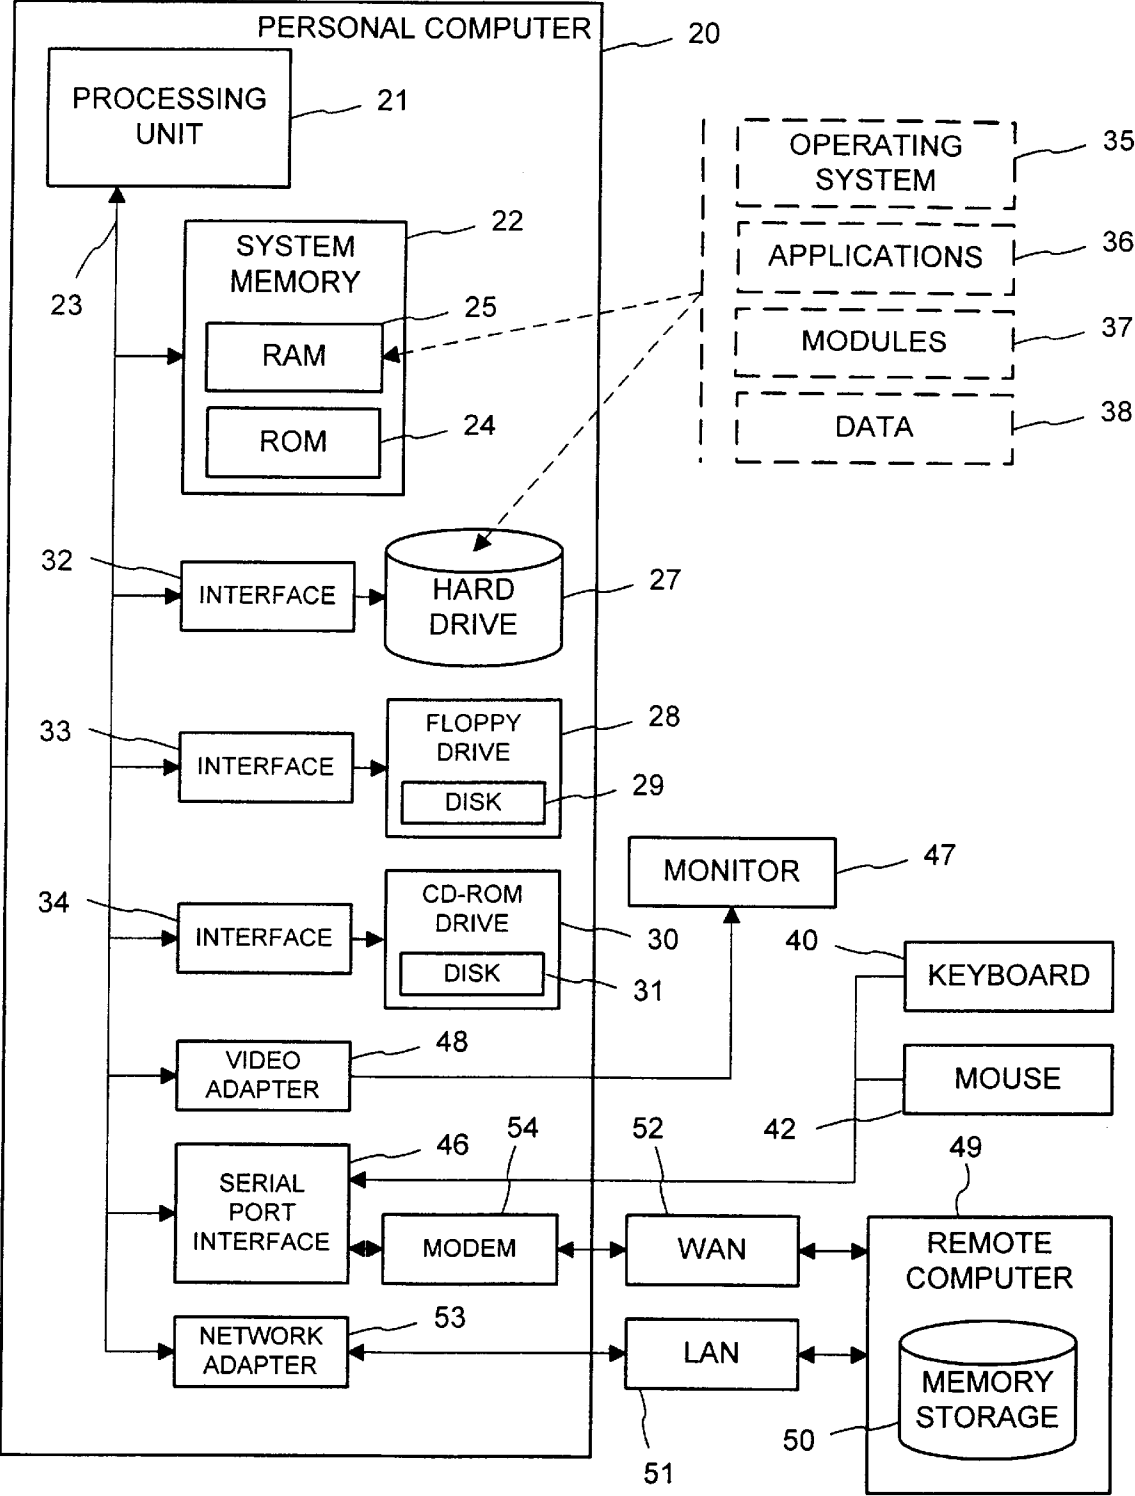 PERSONAL COMPUTER
20
PROCESSING
UNIT
21
OPERATING
SYSTEM
35
23
SYSTEM
MEMORY
22
APPLICATIONS
36
RAM
25
MODULES
37
ROM
24
DATA
38
32
INTERFACE
HARD
DRIVE
27
33
INTERFACE
FLOPPY
DRIVE
28
DISK
29
MONITOR
47
34
INTERFACE
CD-ROM
DRIVE
30
DISK
31
40
KEYBOARD
VIDEO
ADAPTER
48
MOUSE
42
SERIAL
PORT
INTERFACE
46
54
MODEM
52
WAN
49
REMOTE
COMPUTER
NETWORK
ADAPTER
53
LAN
51
MEMORY
STORAGE
50